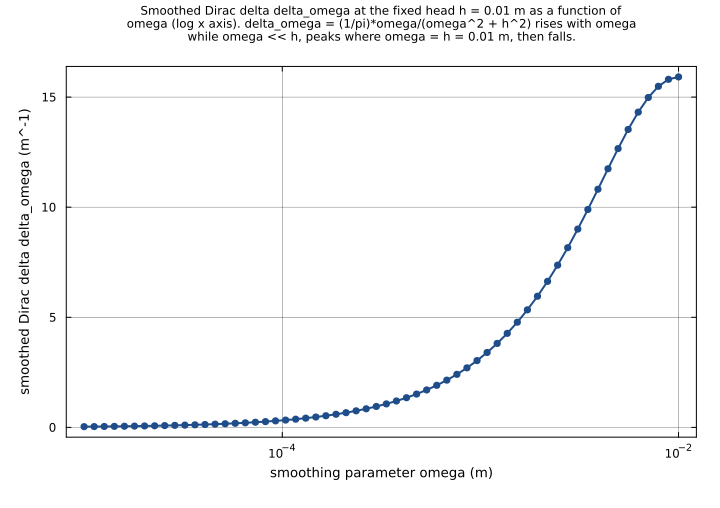 Smoothed Dirac delta delta_omega at the fixed head h = 0.01 m as a function of
omega (log x axis). delta_omega = (1/pi)*omega/(omega^2 + h^2) rises with omega
while omega << h, peaks where omega = h = 0.01 m, then falls.
smoothed Dirac delta delta_omega (m^-1)
15
10
5
0
10⁻⁴
10⁻²
smoothing parameter omega (m)